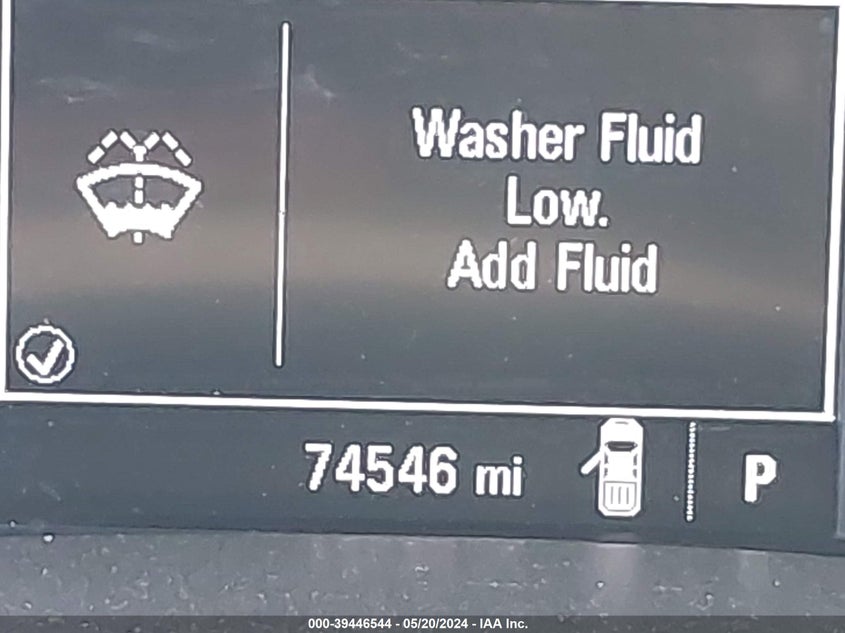 Washer Fluid
Low.
Add Fluid
74546 mi
P
000-39446544 - 05/20/2024 - IAA Inc.